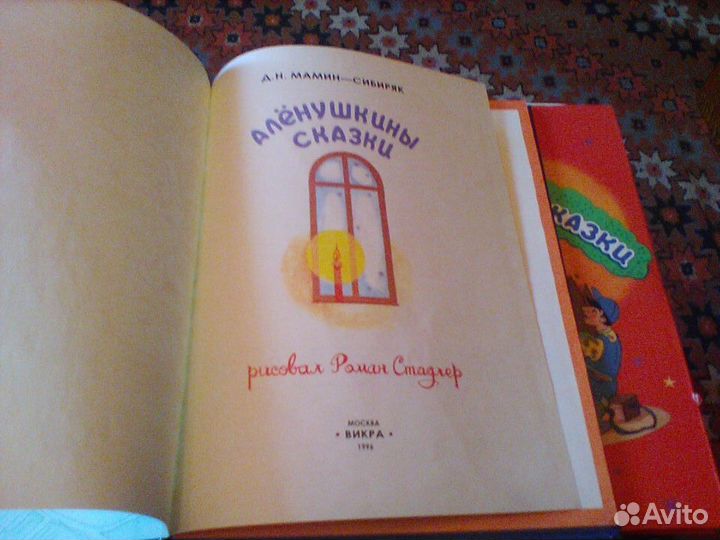 Д.Н. МАМИН—СИБИРЯК
АЛЁНУШКИНЫ
СКАЗКИ
рисовал Роман Стадлер
МОСКВА
• ВИКРА •
1996
СКАЗКИ
Avito